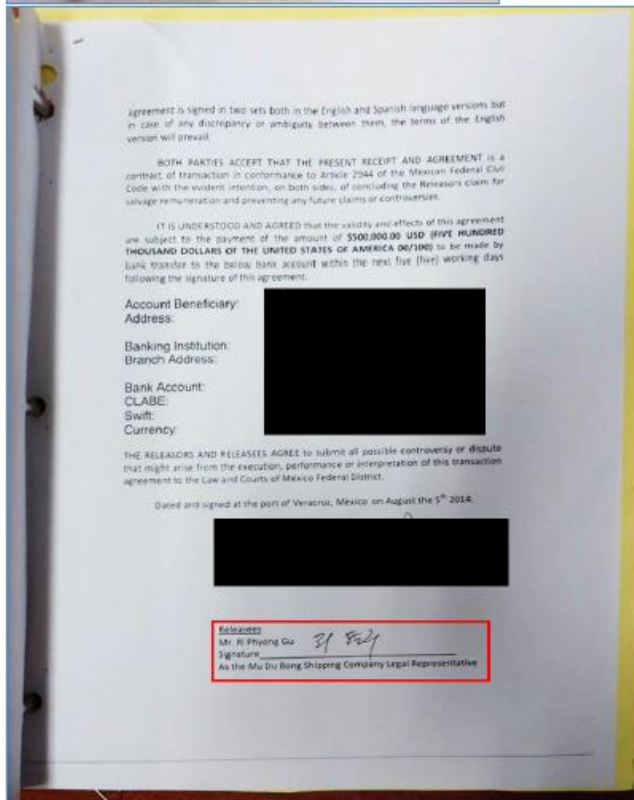 agreement is signed in two sets both in the English and Spanish language versions but
in case of any discrepancy or ambiguity between them, the terms of the English
version will prevail.
BOTH PARTIES ACCEPT THAT THE PRESENT RECEIPT AND AGREEMENT is a
contract of transaction in conformance to Article 2944 of the Mexican Federal Civil
Code with the evident intention, on both sides, of concluding the Releasors claim for
salvage remuneration and preventing any future claims or controversies.
IT IS UNDERSTOOD AND AGREED that the validity and effects of this agreement
are subject to the payment of the amount of $500,000.00 USD (FIVE HUNDRED
THOUSAND DOLLARS OF THE UNITED STATES OF AMERICA 00/100) to be made by
bank transfer to the below bank account within the next five (five) working days
following the signature of this agreement.
Account Beneficiary:
Address:
Banking Institution:
Branch Address:
Bank Account:
CLABE:
Swift:
Currency:
THE RELEASORS AND RELEASEES AGREE to submit all possible controversy or dispute
that might arise from the execution, performance or interpretation of this transaction
agreement to the Law and Courts of México Federal District.
Dated and signed at the port of Veracruz, Mexico on August the 5th 2014.
Releasees
Mr. Ri Phyong Gu
Signature
As the Mu Du Bong Shipping Company Legal Representative